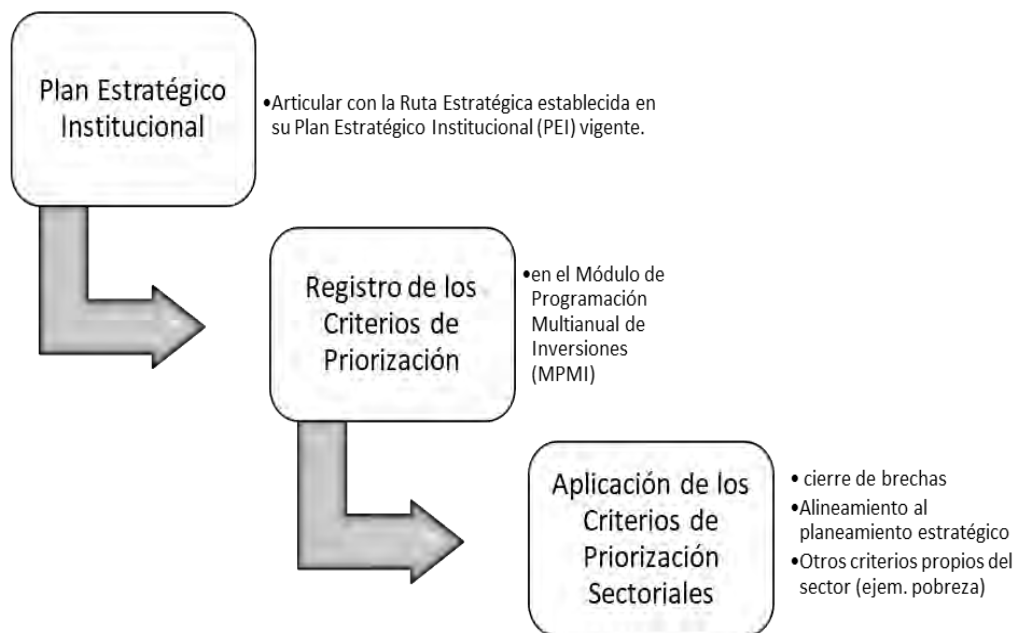 Plan Estratégico
Institucional
•Articular con la Ruta Estratégica establecida en
su Plan Estratégico Institucional (PEI) vigente.
Registro de los
Criterios de
Priorización
•en el Módulo de
Programación
Multianual de
Inversiones
(MPMI)
Aplicación de los
Criterios de
Priorización
Sectoriales
• cierre de brechas
•Alineamiento al
planeamiento estratégico
•Otros criterios propios del
sector (ejem. pobreza)